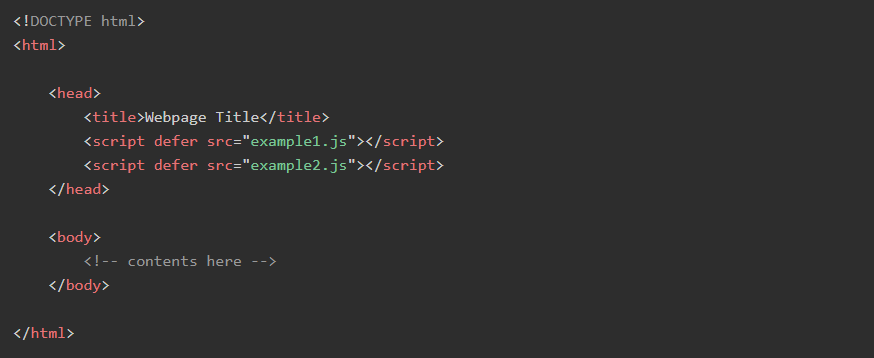 <!DOCTYPE html>
<html>
<head>
<title>Webpage Title</title>
<script defer src="example1.js"></script>
<script defer src="example2.js"></script>
</head>
<body>
<!-- contents here -->
</body>
</html>